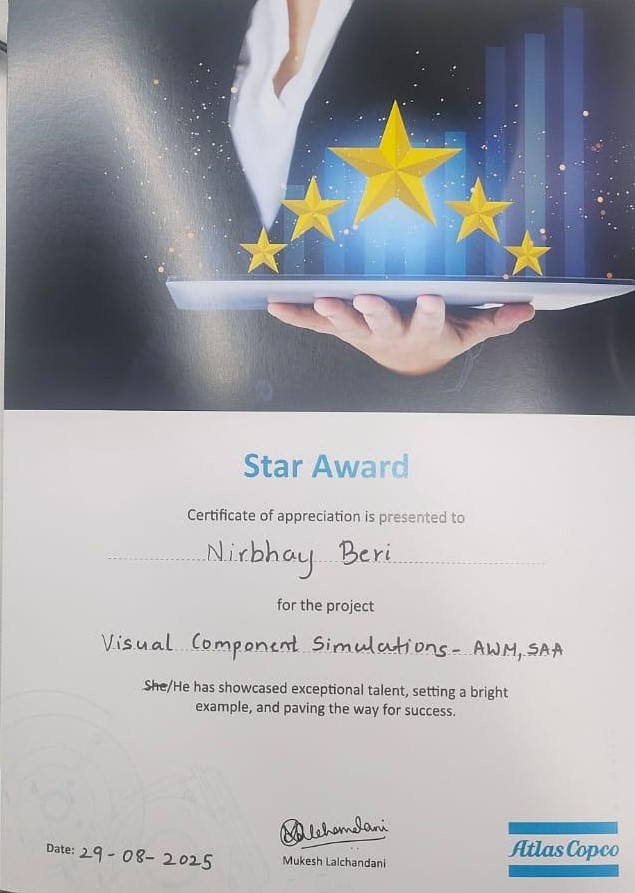 Star Award
Certificate of appreciation is presented to
Nirbhay Beri
for the project
Visual Component Simulations - AWM, SAA
She/He has showcased exceptional talent, setting a bright
example, and paving the way for success.
Date: 29-08-2025
Mukesh Lalchandani
Atlas Copco